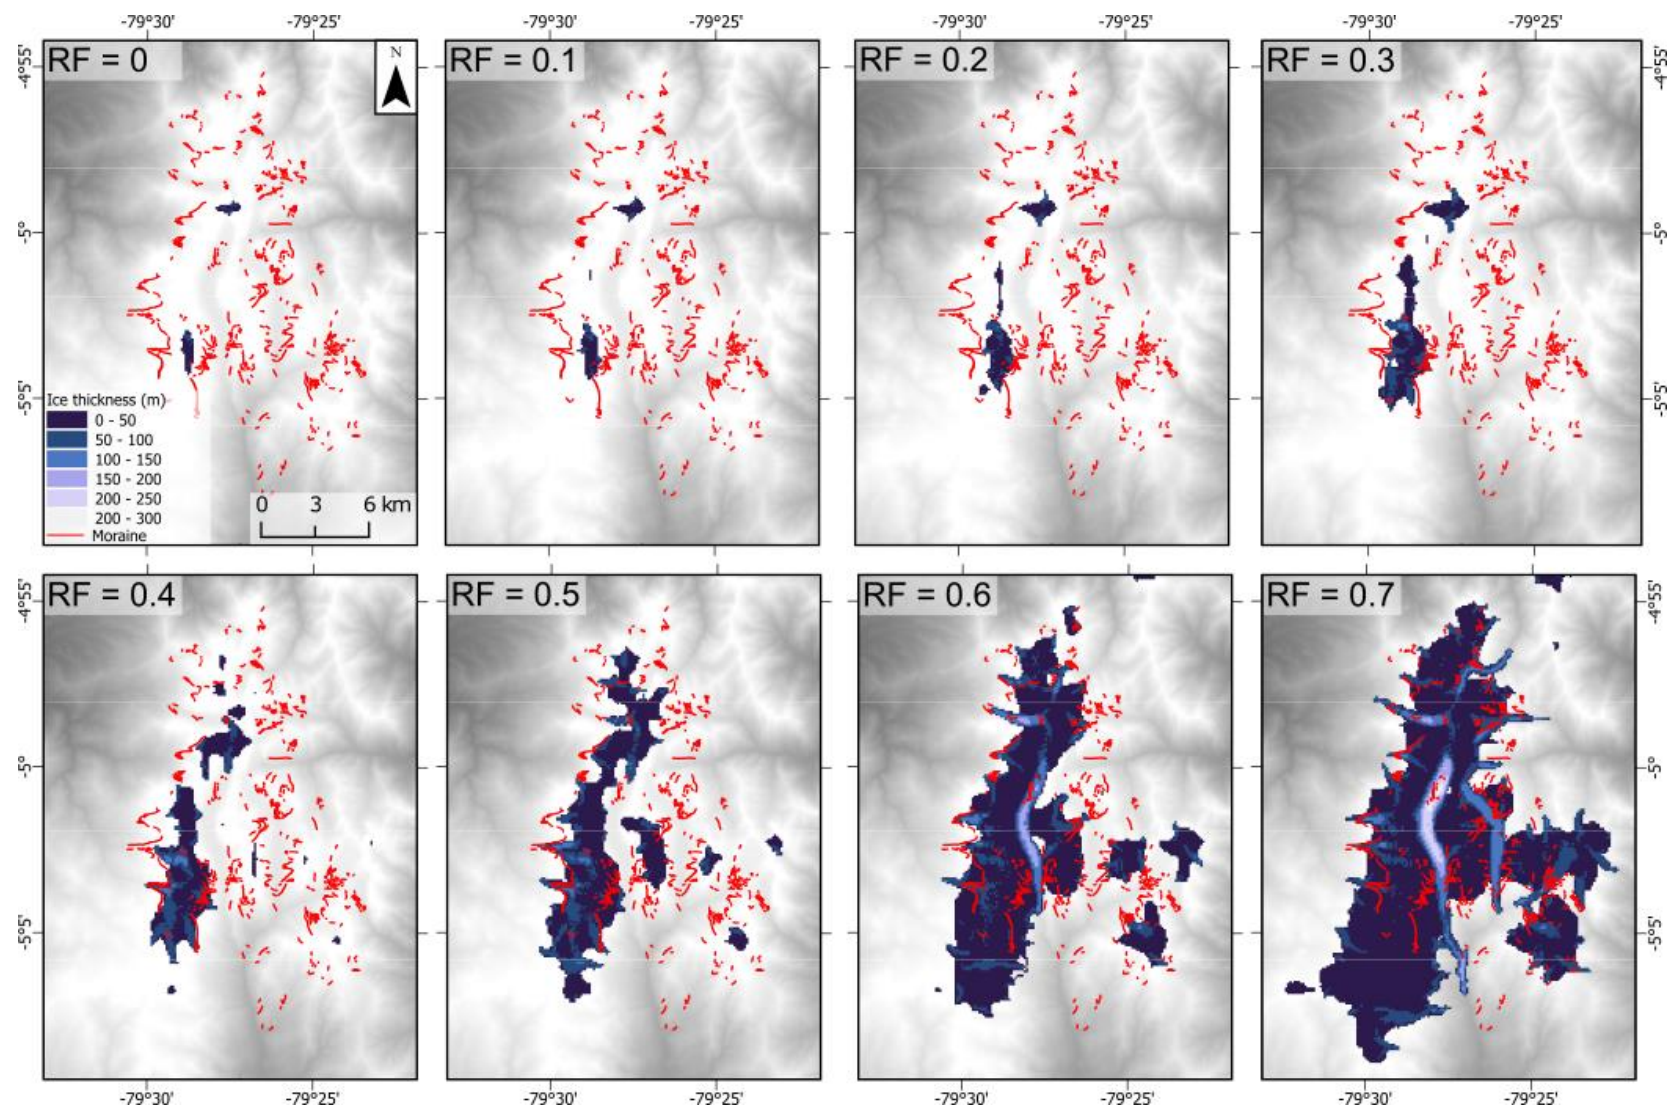 -79°30' -79°25' -79°30' -79°25' -79°30' -79°25' -79°30' -79°25'
RF = 0
N
RF = 0.1
RF = 0.2
RF = 0.3
-4°55'
-4°55'
-5°
-5°
-5°5'
-5°5'
Ice thickness (m)
0 - 50
50 - 100
100 - 150
150 - 200
200 - 250
200 - 300
Moraine
0 3 6 km
RF = 0.4
RF = 0.5
RF = 0.6
RF = 0.7
-4°55'
-4°55'
-5°
-5°
-5°5'
-5°5'
-79°30' -79°25' -79°30' -79°25' -79°30' -79°25' -79°30' -79°25'